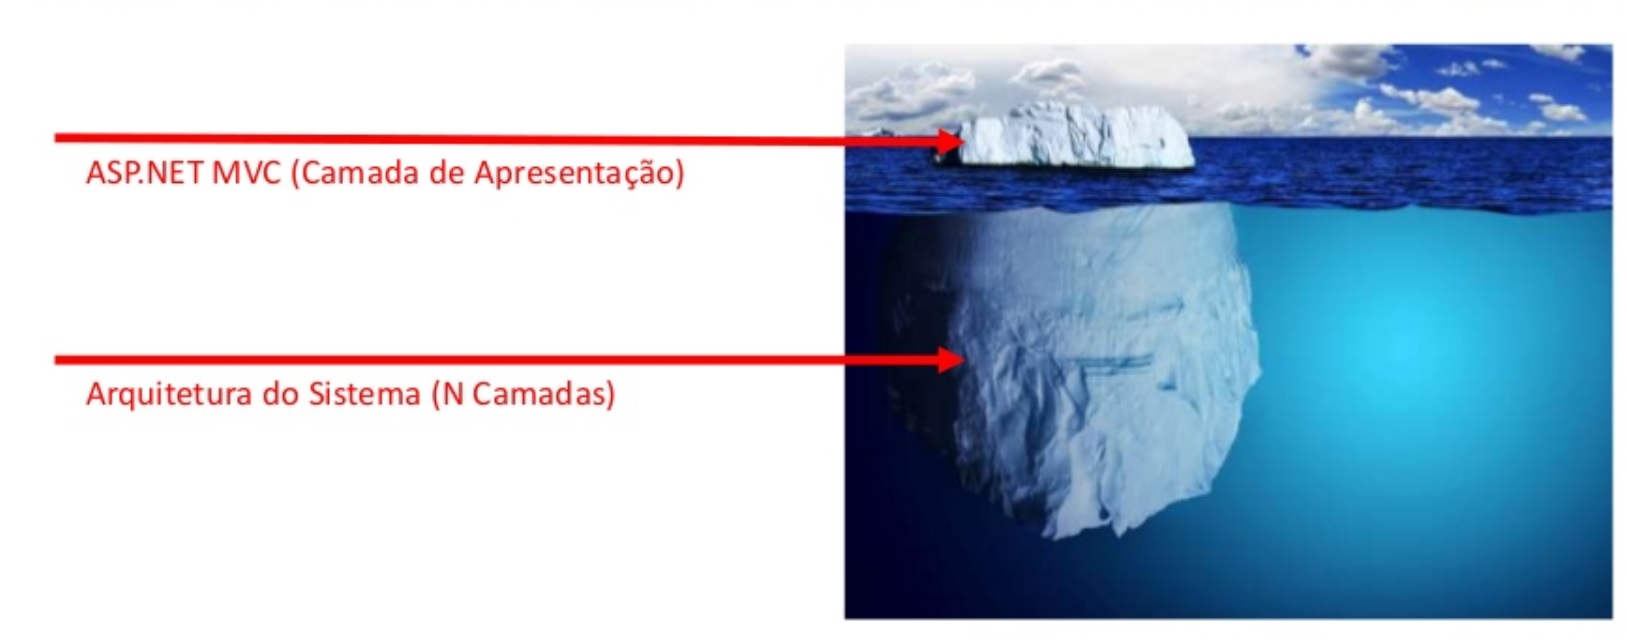 ASP.NET MVC (Camada de Apresentação)
Arquitetura do Sistema (N Camadas)